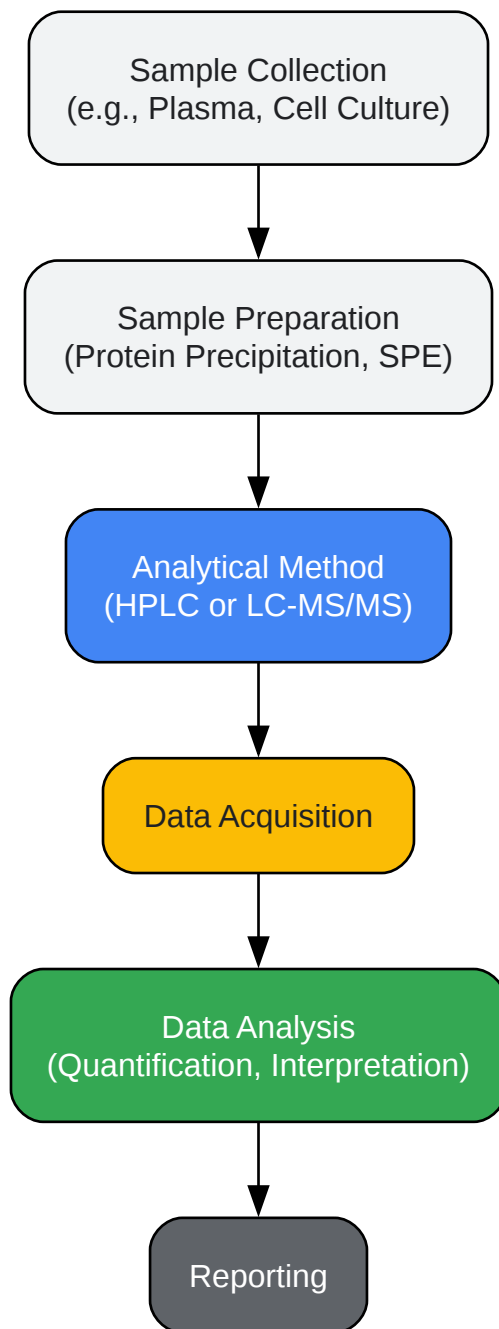 Sample Collection
(e.g., Plasma, Cell Culture)
Sample Preparation
(Protein Precipitation, SPE)
Analytical Method
(HPLC or LC-MS/MS)
Data Acquisition
Data Analysis
(Quantification, Interpretation)
Reporting